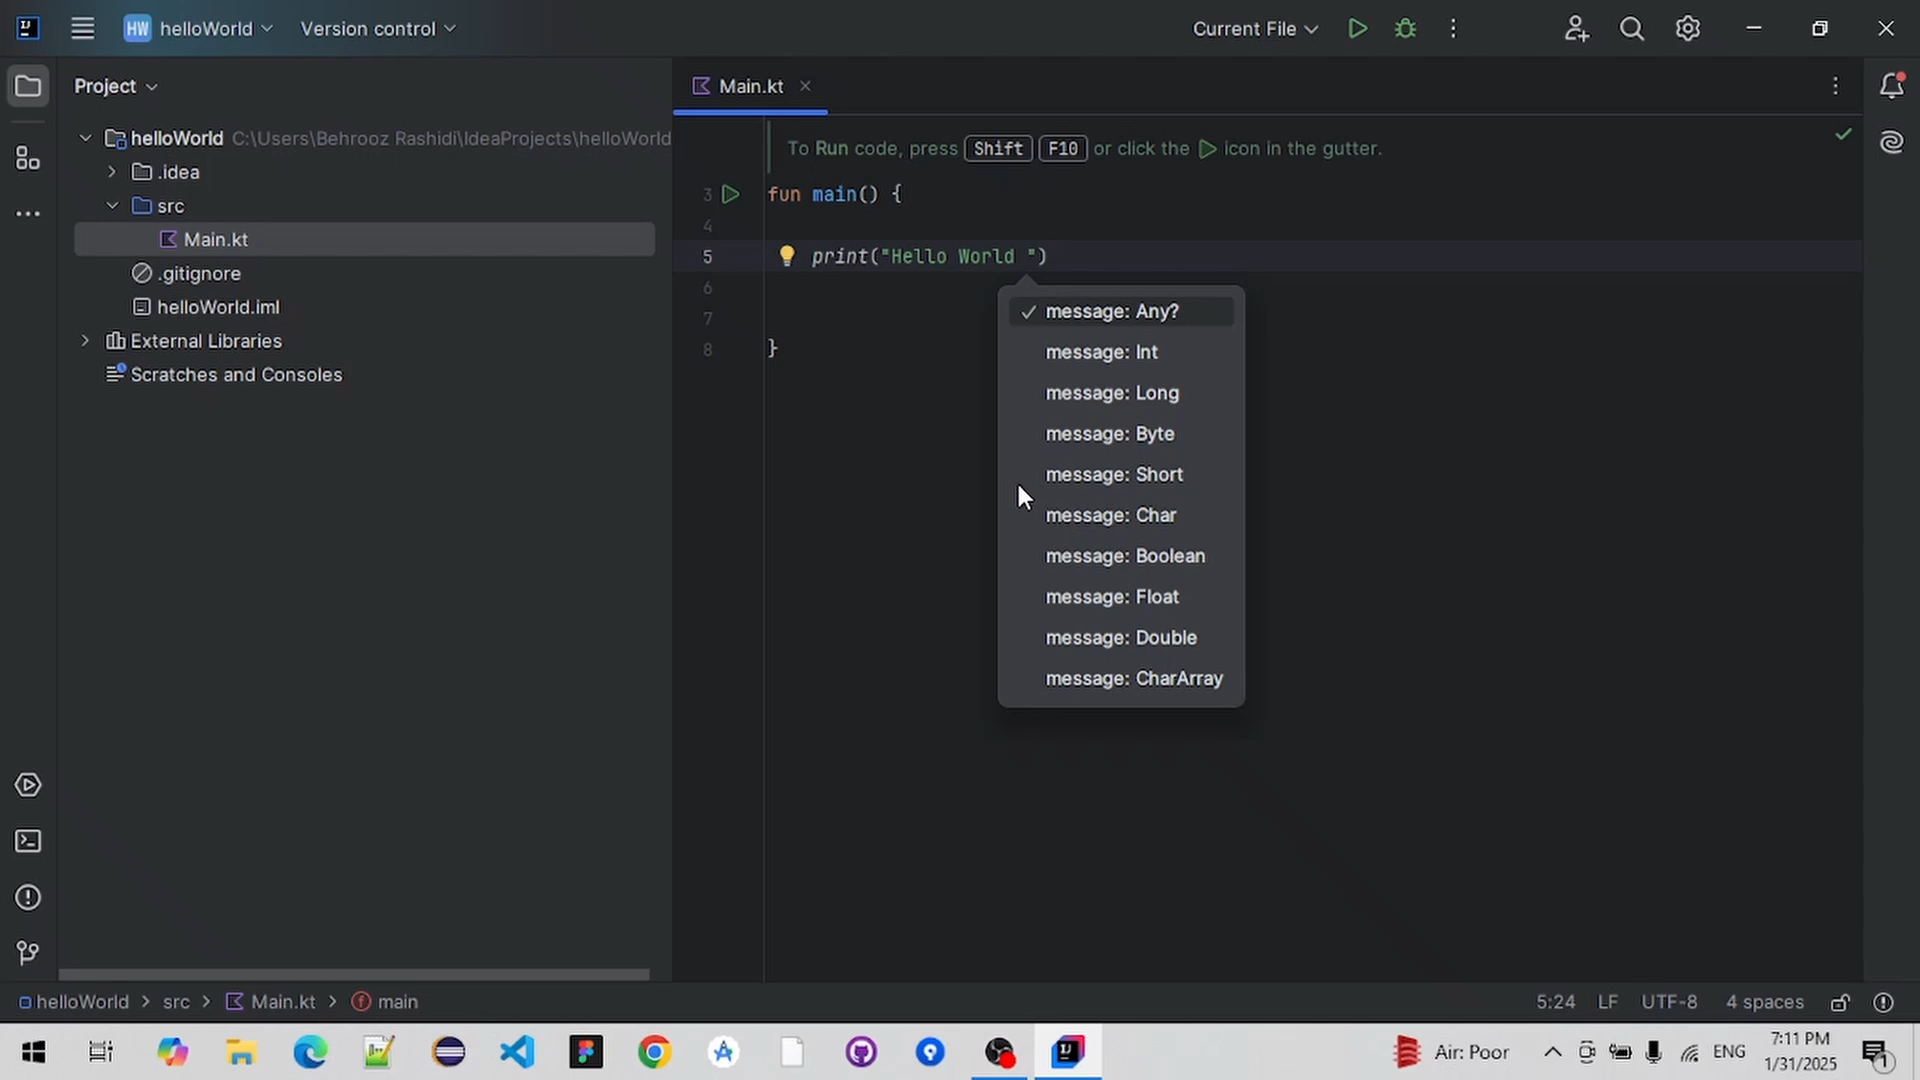 HW helloWorld Version control Current File
Project
Main.kt
helloWorld C:\Users\Behrooz Rashidi\IdeaProjects\helloWorld
.idea
src
Main.kt
.gitignore
helloWorld.iml
External Libraries
Scratches and Consoles
To Run code, press Shift F10 or click the icon in the gutter.
3 fun main() {
4
5 print("Hello World ")
6
7
8 }
message: Any?
message: Int
message: Long
message: Byte
message: Short
message: Char
message: Boolean
message: Float
message: Double
message: CharArray
helloWorld > src > Main.kt > main
5:24 LF UTF-8 4 spaces
Air: Poor
ENG
7:11 PM
1/31/2025
1